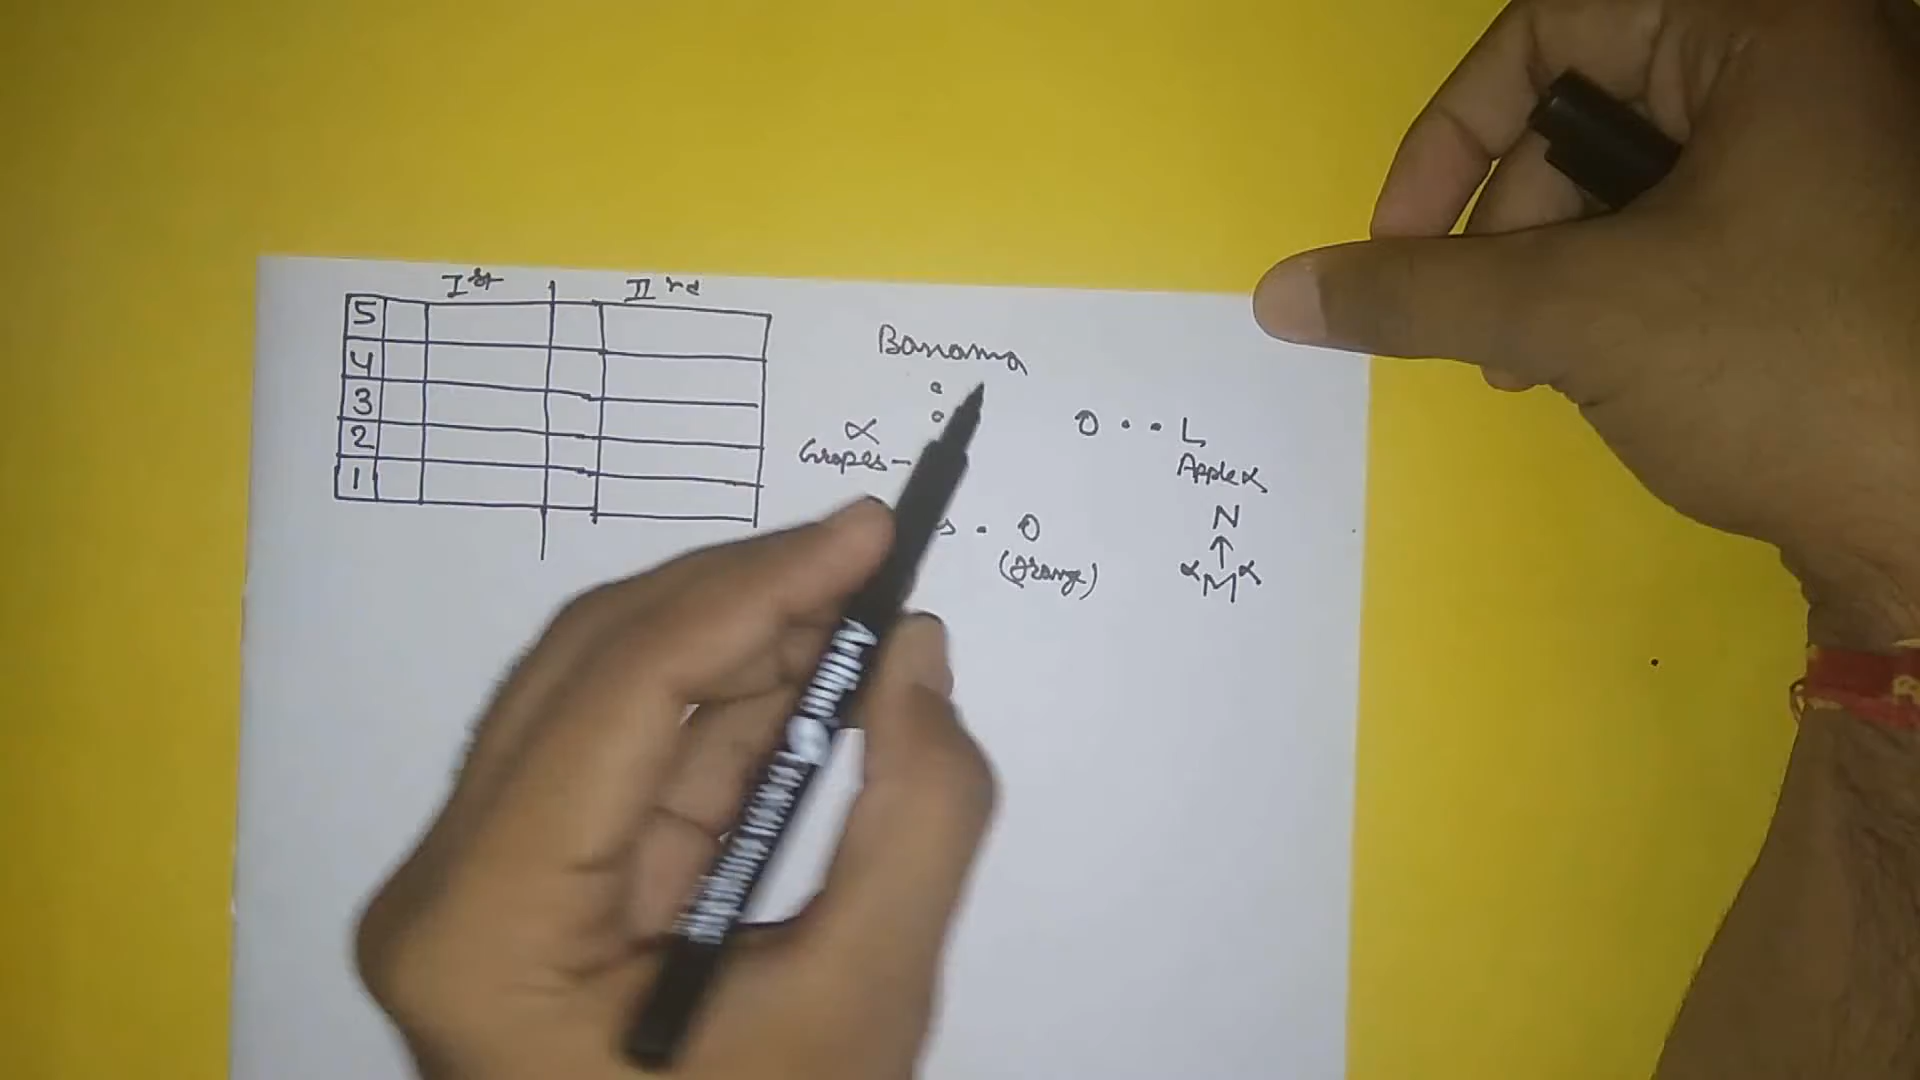 Ist IIrd
5
4
3
2
1
Banana
O . . L
∝
Grapes -
Apple ∝
s . O
N
(Orange)
↑
∝ M ∝